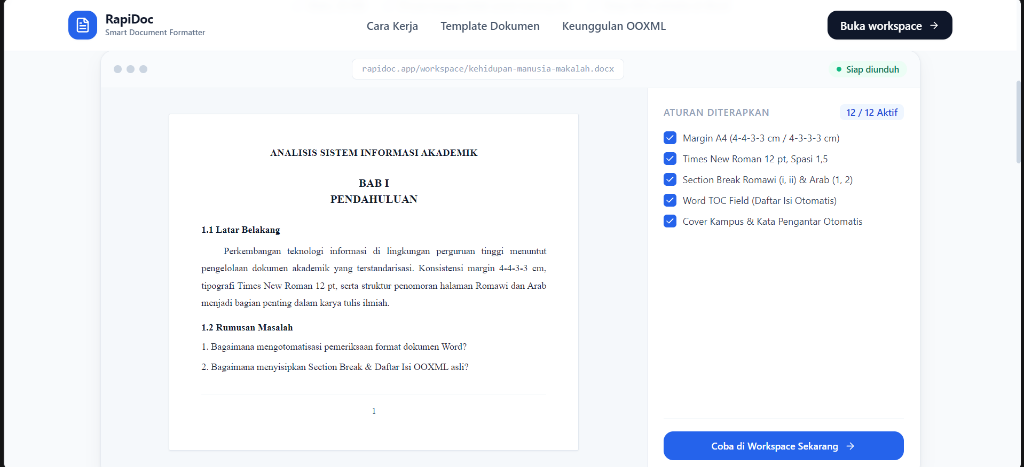 RapiDoc
Smart Document Formatter
Cara Kerja
Template Dokumen
Keunggulan OOXML
Buka workspace →
rapidoc.app/workspace/kehidupan-manusia-makalah.docx
Siap diunduh
ANALISIS SISTEM INFORMASI AKADEMIK
BAB I
PENDAHULUAN
1.1 Latar Belakang
Perkembangan teknologi informasi di lingkungan perguruan tinggi menuntut
pengelolaan dokumen akademik yang terstandarisasi. Konsistensi margin 4-4-3-3 cm,
tipografi Times New Roman 12 pt, serta struktur penomoran halaman Romawi dan Arab
menjadi bagian penting dalam karya tulis ilmiah.
1.2 Rumusan Masalah
1. Bagaimana mengotomatisasi pemeriksaan format dokumen Word?
2. Bagaimana menyisipkan Section Break & Daftar Isi OOXML asli?
1
ATURAN DITERAPKAN
12 / 12 Aktif
Margin A4 (4-4-3-3 cm / 4-3-3-3 cm)
Times New Roman 12 pt, Spasi 1,5
Section Break Romawi (i, ii) & Arab (1, 2)
Word TOC Field (Daftar Isi Otomatis)
Cover Kampus & Kata Pengantar Otomatis
Coba di Workspace Sekarang →